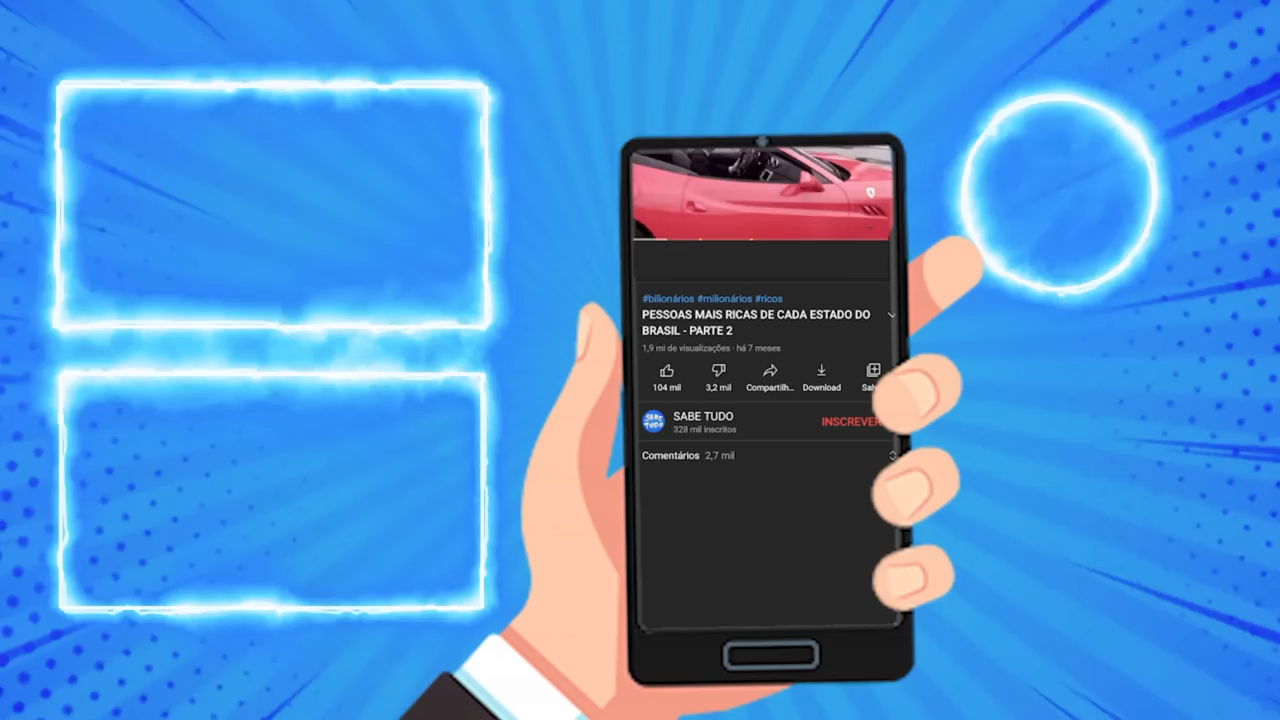 #bilionários #milionários #ricos
PESSOAS MAIS RICAS DE CADA ESTADO DO
BRASIL - PARTE 2
1,9 mi de visualizações · há 7 meses
104 mil 3,2 mil Compartilh... Download
SABE
TUDO
SABE TUDO
328 mil inscritos
INSCREVER
Comentários 2,7 mil